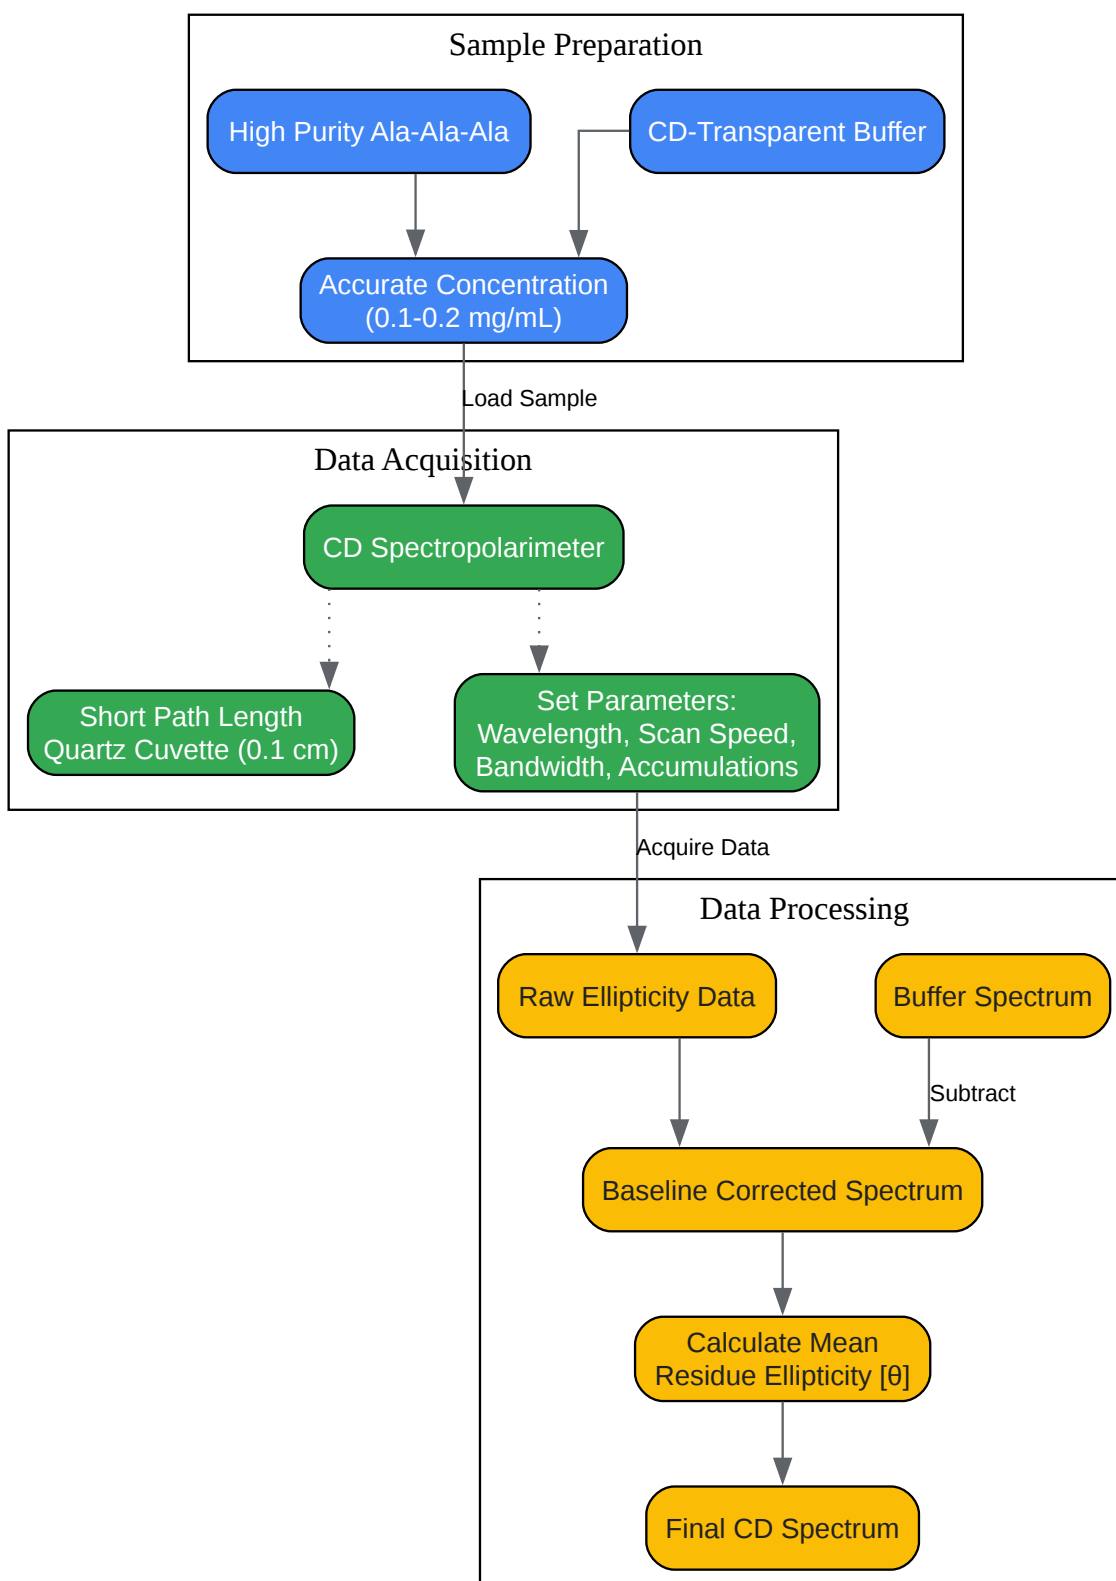 Sample Preparation
High Purity Ala-Ala-Ala
CD-Transparent Buffer
Accurate Concentration
(0.1-0.2 mg/mL)
Load Sample
Data Acquisition
CD Spectropolarimeter
Short Path Length
Quartz Cuvette (0.1 cm)
Set Parameters:
Wavelength, Scan Speed,
Bandwidth, Accumulations
Acquire Data
Data Processing
Raw Ellipticity Data
Buffer Spectrum
Subtract
Baseline Corrected Spectrum
Calculate Mean
Residue Ellipticity [θ]
Final CD Spectrum